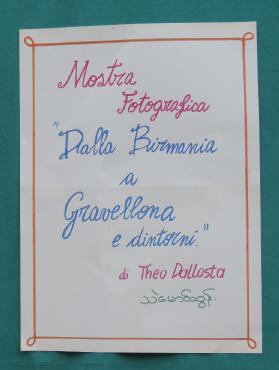 Mostra
Fotografica
"Dalla Birmania
a
Gravellona
e dintorni."
di Theo Dallosta